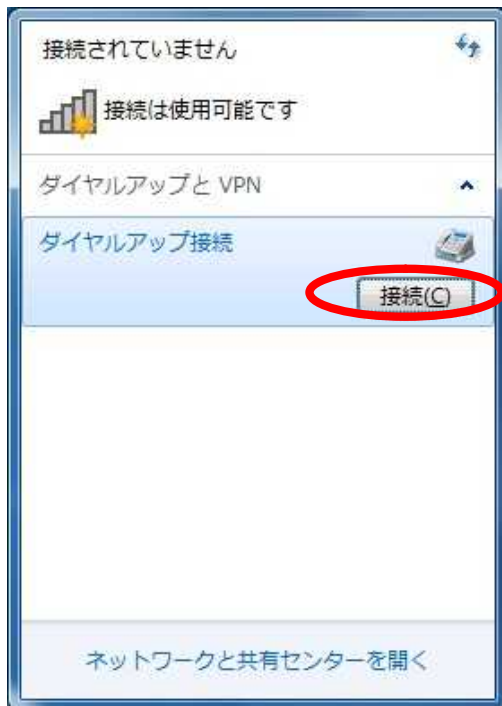 接続されていません
接続は使用可能です
ダイヤルアップと VPN
ダイヤルアップ接続
接続(C)
ネットワークと共有センターを開く